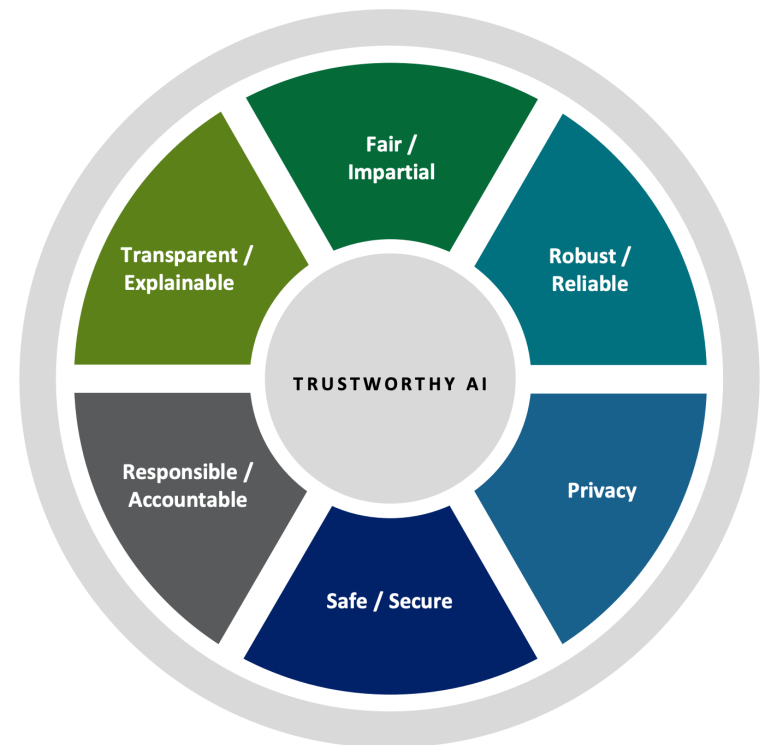 Fair /
Impartial
Transparent /
Explainable
Robust /
Reliable
TRUSTWORTHY AI
Responsible /
Accountable
Privacy
Safe / Secure